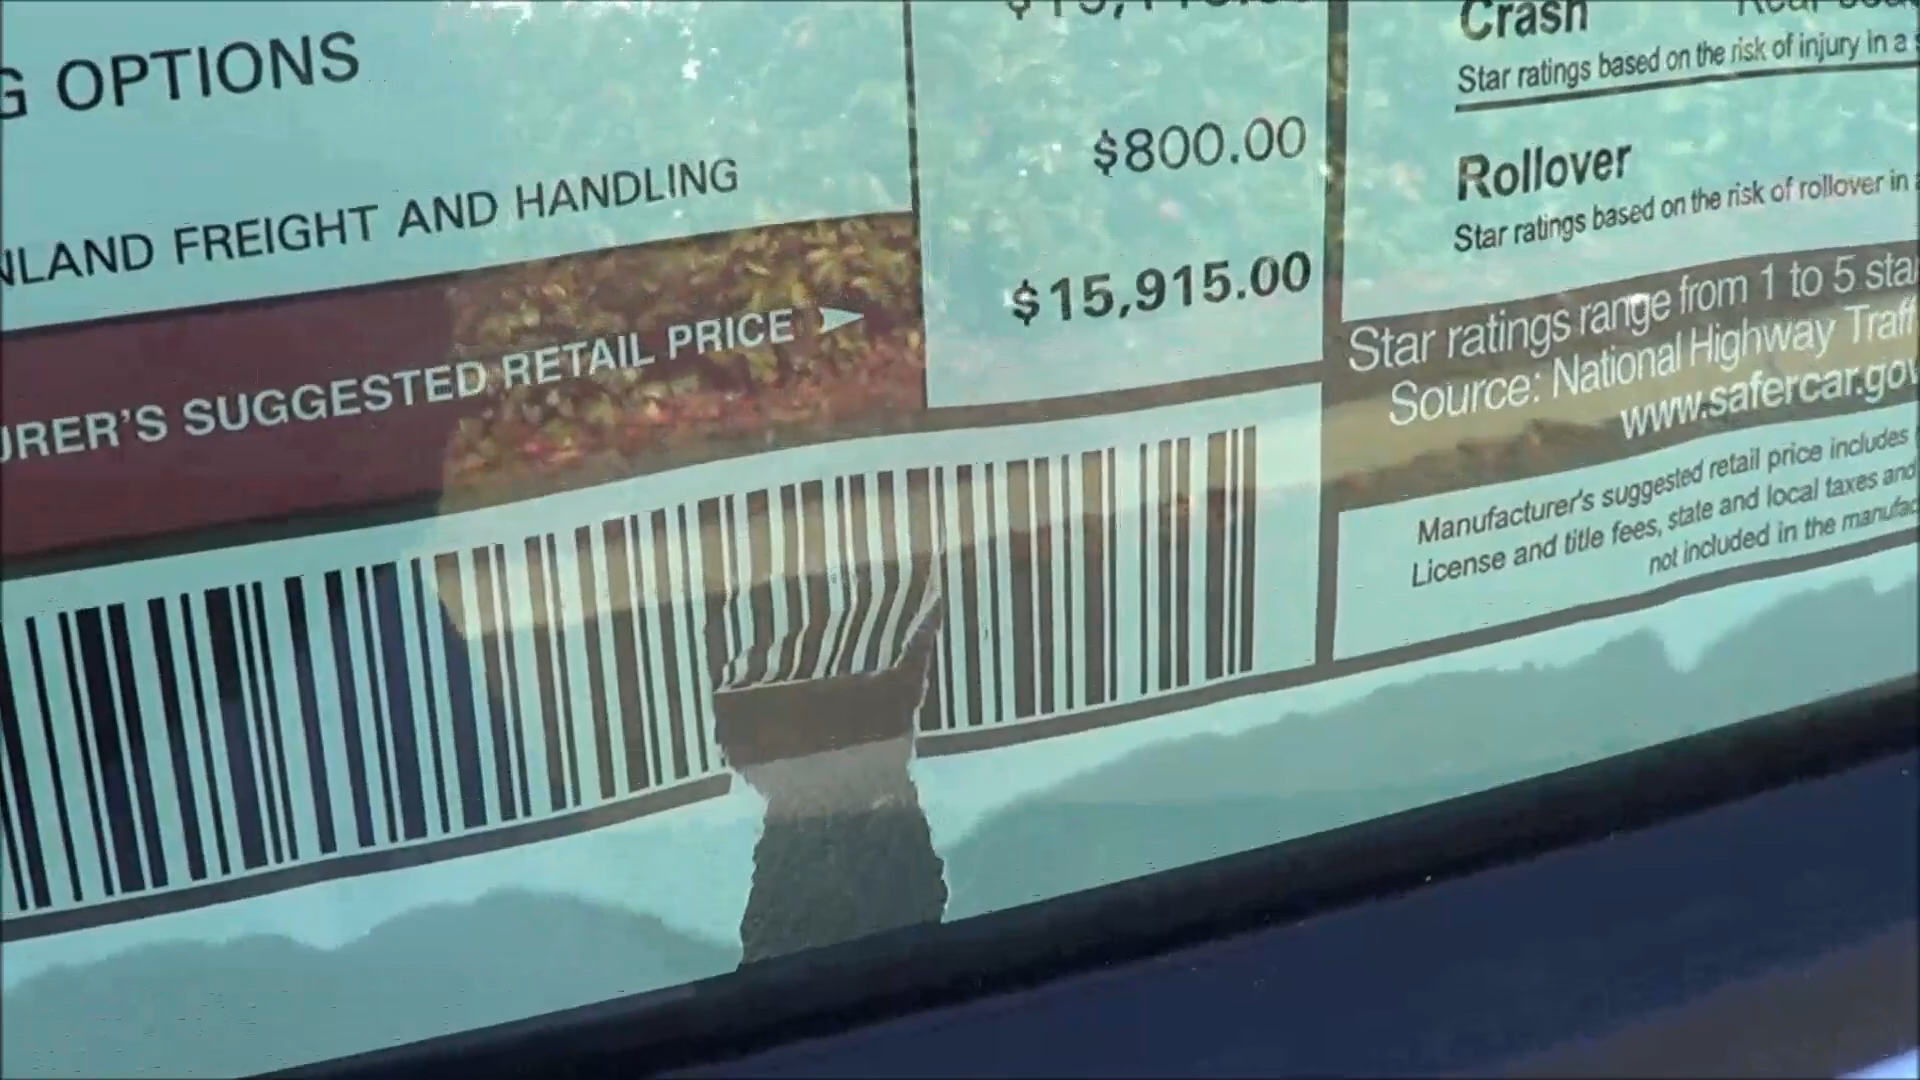 G OPTIONS
NLAND FREIGHT AND HANDLING
$800.00
URER'S SUGGESTED RETAIL PRICE
$15,915.00
Crash
Star ratings based on the risk of injury in a
Rollover
Star ratings based on the risk of rollover in
Star ratings range from 1 to 5 sta
Source: National Highway Traff
www.safercar.gov
Manufacturer's suggested retail price includes
License and title fees, state and local taxes and
not included in the manufac